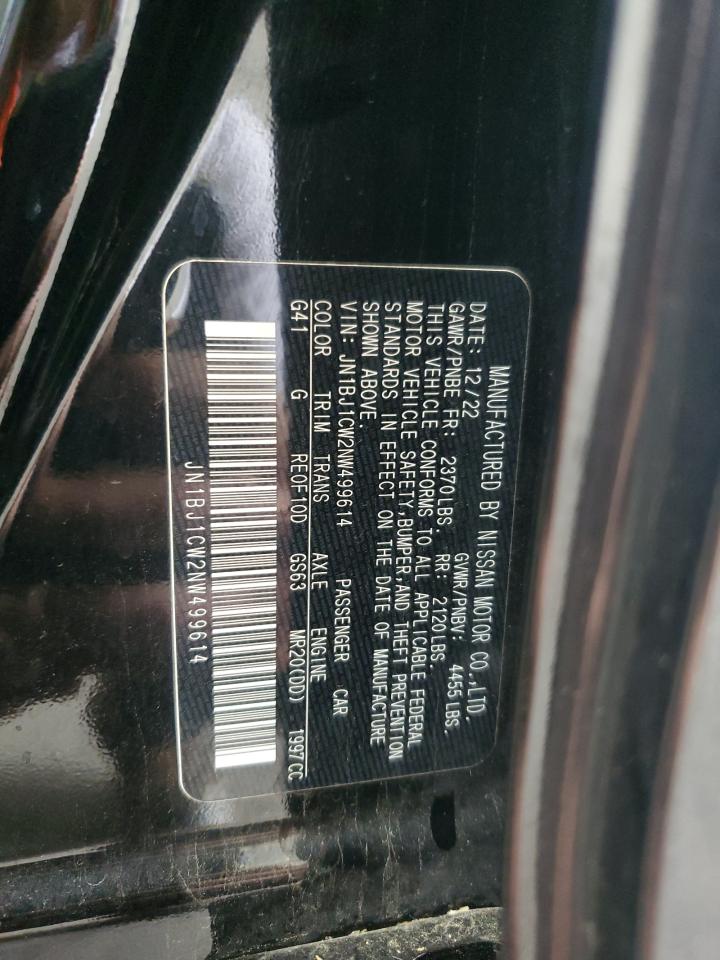 MANUFACTURED BY NISSAN MOTOR CO.,LTD.
DATE: 12/22 GVWR/PNBV: 4455 LBS.
GAWR/PNBE FR: 2370LBS. RR: 2120LBS.
THIS VEHICLE CONFORMS TO ALL APPLICABLE FEDERAL
MOTOR VEHICLE SAFETY,BUMPER,AND THEFT PREVENTION
STANDARDS IN EFFECT ON THE DATE OF MANUFACTURE
SHOWN ABOVE.
VIN: JN1BJ1CW2NW499614 PASSENGER CAR
COLOR TRIM TRANS AXLE ENGINE
G41 G RE0F10D GS63 MR20(DD) 1997CC
JN1BJ1CW2NW499614